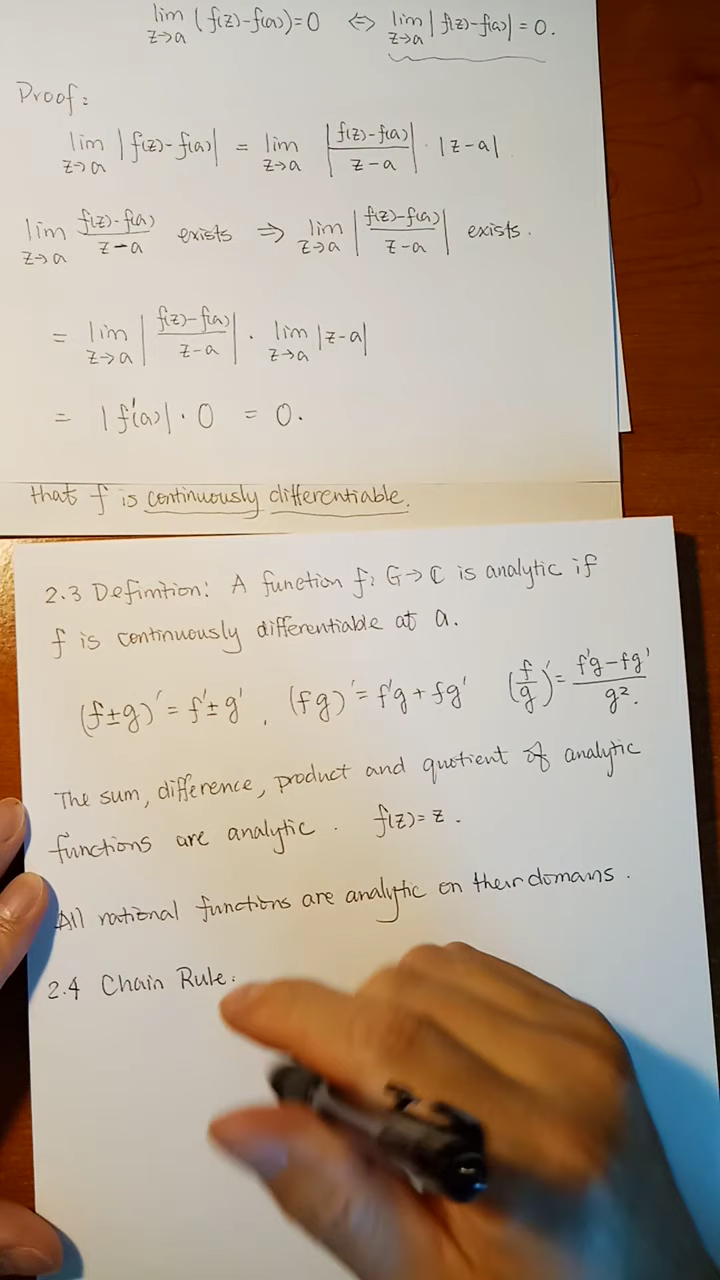 lim z→a (f(z)-f(a))=0 ⇔ lim z→a |f(z)-f(a)|=0.
Proof:
lim z→a |f(z)-f(a)| = lim z→a |f(z)-f(a)/z-a| · |z-a|
lim z→a f(z)-f(a)/z-a exists ⇒ lim z→a |f(z)-f(a)/z-a| exists.
= lim z→a |f(z)-f(a)/z-a| · lim z→a |z-a|
= |f'(a)| · 0 = 0.
that f is continuously differentiable.
2.3 Definition: A function f: G→ℂ is analytic if
f is continuously differentiable at a.
(f±g)' = f'±g', (fg)' = f'g + fg' (f/g)' = f'g-fg'/g².
The sum, difference, product and quotient of analytic
functions are analytic. f(z)=z.
All rational functions are analytic on their domans.
2.4 Chain Rule: